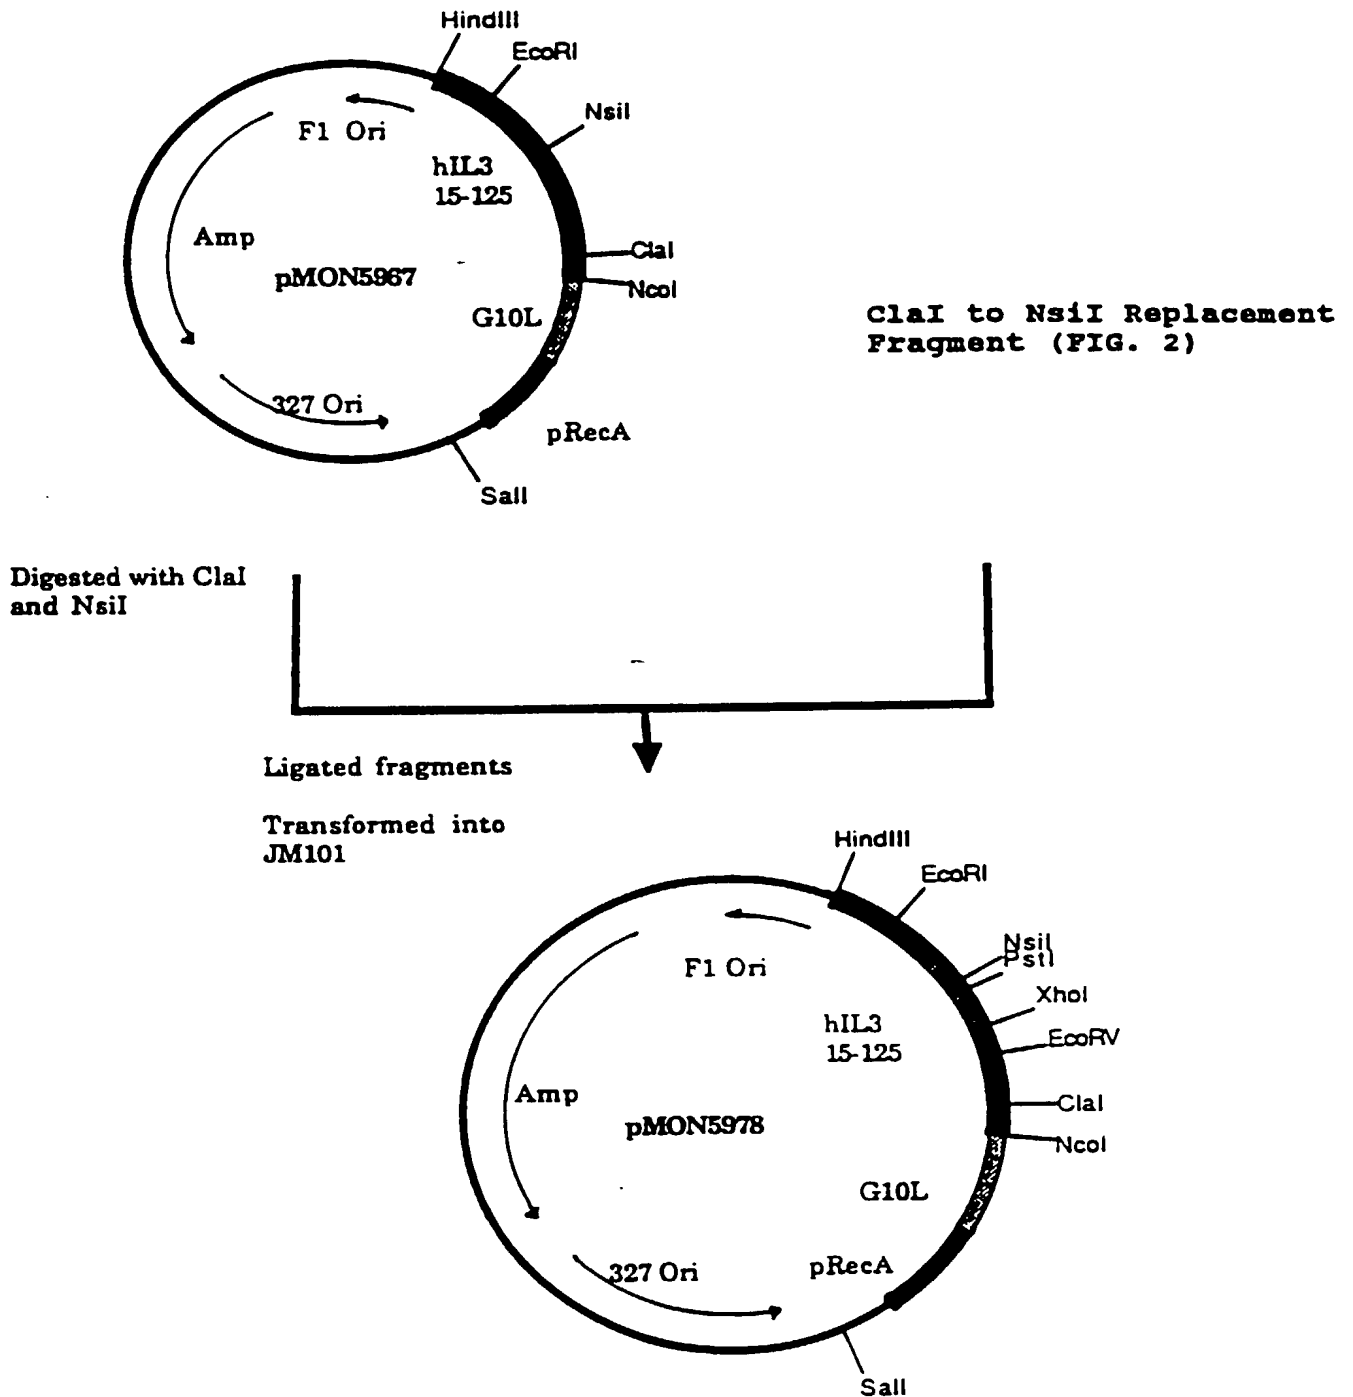 HindIII
EcoRI
NsiI
F1 Ori
hIL3
15-125
Amp
pMON5967
ClaI
NcoI
G10L
ClaI to NsiI Replacement
Fragment (FIG. 2)
327 Ori
pRecA
SalI
Digested with ClaI
and NsiI
Ligated fragments
Transformed into
JM101
HindIII
EcoRI
NsiI
PstI
F1 Ori
XhoI
hIL3
15-125
EcoRV
Amp
pMON5978
ClaI
NcoI
G10L
327 Ori
pRecA
SalI